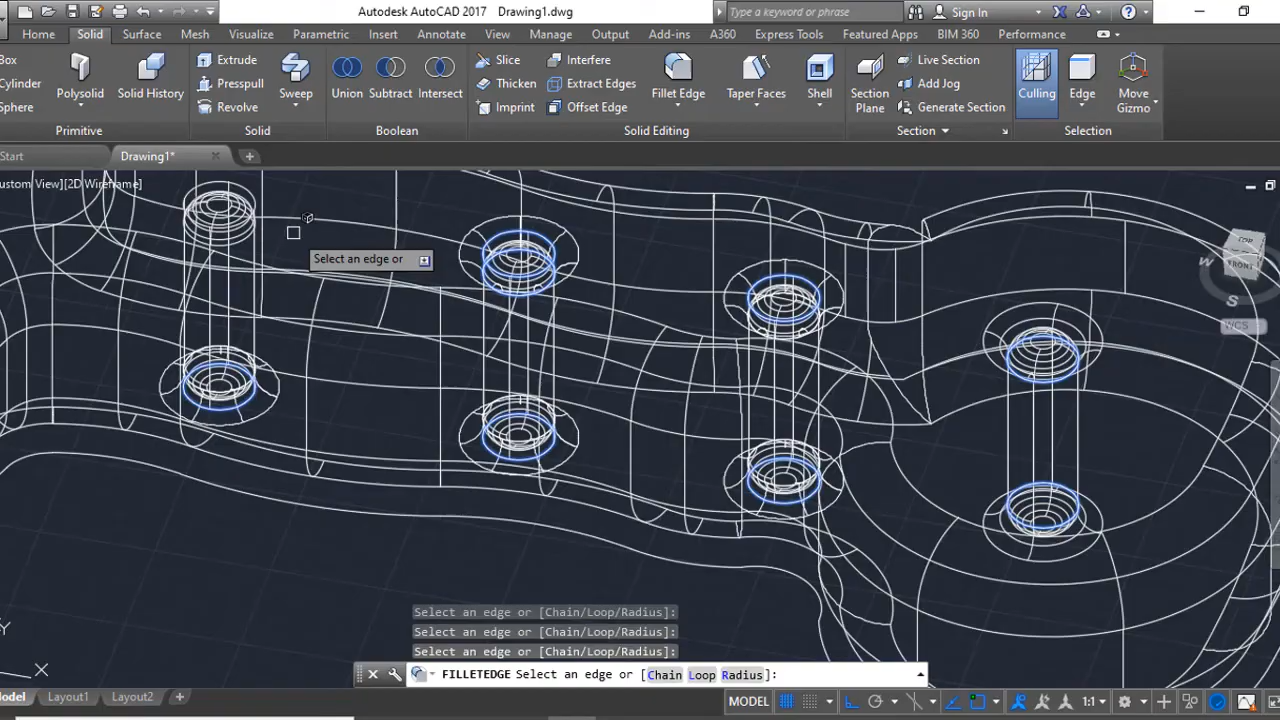 Autodesk AutoCAD 2017 Drawing1.dwg
Type a keyword or phrase
Sign In
Home Solid Surface Mesh Visualize Parametric Insert Annotate View Manage Output Add-ins A360 Express Tools Featured Apps BIM 360 Performance
Box
Cylinder
Sphere
Polysolid
Solid History
Extrude
Presspull
Revolve
Sweep
Union
Subtract
Intersect
Slice
Thicken
Imprint
Interfere
Extract Edges
Offset Edge
Fillet Edge
Taper Faces
Shell
Section
Plane
Live Section
Add Jog
Generate Section
Culling
Edge
Move
Gizmo
Primitive Solid Boolean Solid Editing Section Selection
Start Drawing1*
ustom View][2D Wireframe]
TOP
FRONT
W
S
WCS
Select an edge or
Select an edge or [Chain/Loop/Radius]:
Select an edge or [Chain/Loop/Radius]:
Select an edge or [Chain/Loop/Radius]:
FILLETEDGE Select an edge or [Chain Loop Radius]:
Y
X
Model Layout1 Layout2
MODEL
1:1